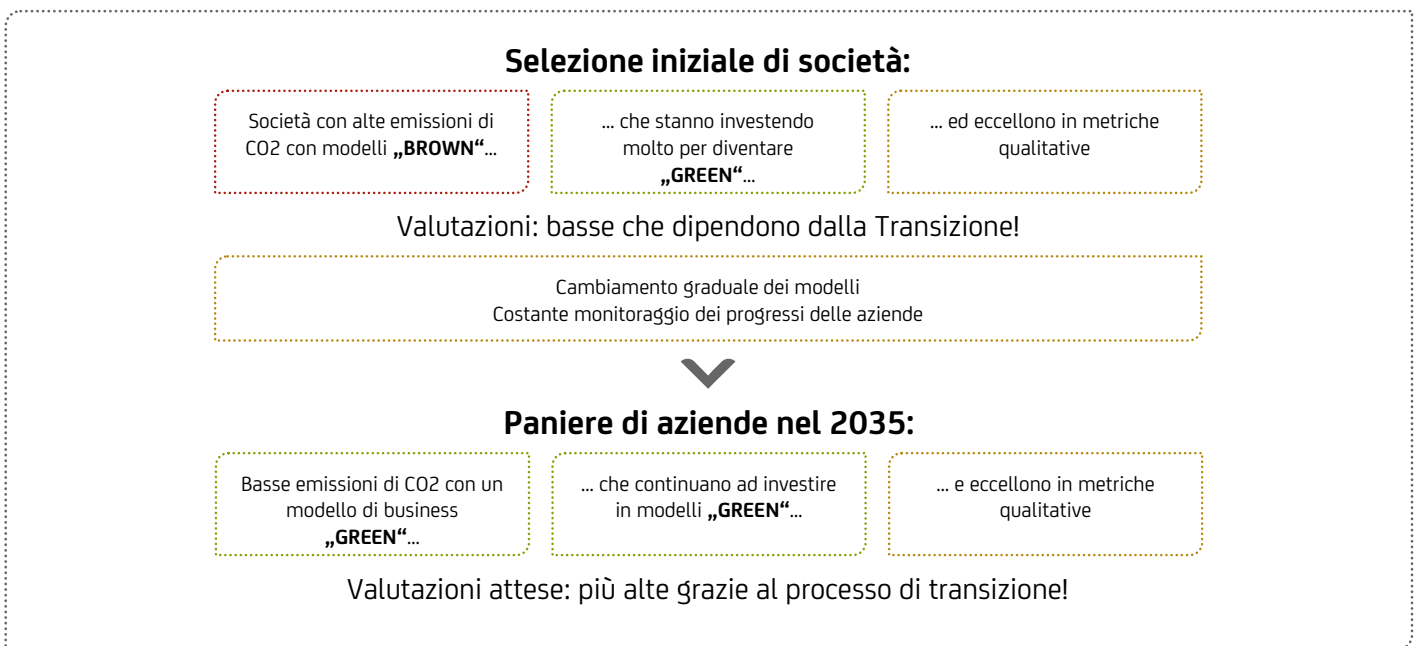 Selezione iniziale di società:
Società con alte emissioni di
CO2 con modelli „BROWN“...
... che stanno investendo
molto per diventare
„GREEN“...
... ed eccellono in metriche
qualitative
Valutazioni: basse che dipendono dalla Transizione!
Cambiamento graduale dei modelli
Costante monitoraggio dei progressi delle aziende
Paniere di aziende nel 2035:
Basse emissioni di CO2 con un
modello di business
„GREEN“...
... che continuano ad investire
in modelli „GREEN“...
... e eccellono in metriche
qualitative
Valutazioni attese: più alte grazie al processo di transizione!